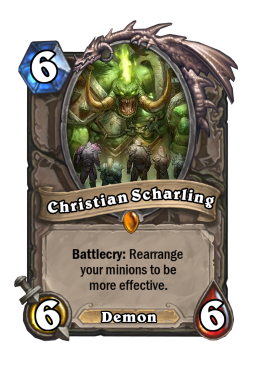 6
Christian Scharling
Battlecry: Rearrange
your minions to be
more effective.
6
Demon
6